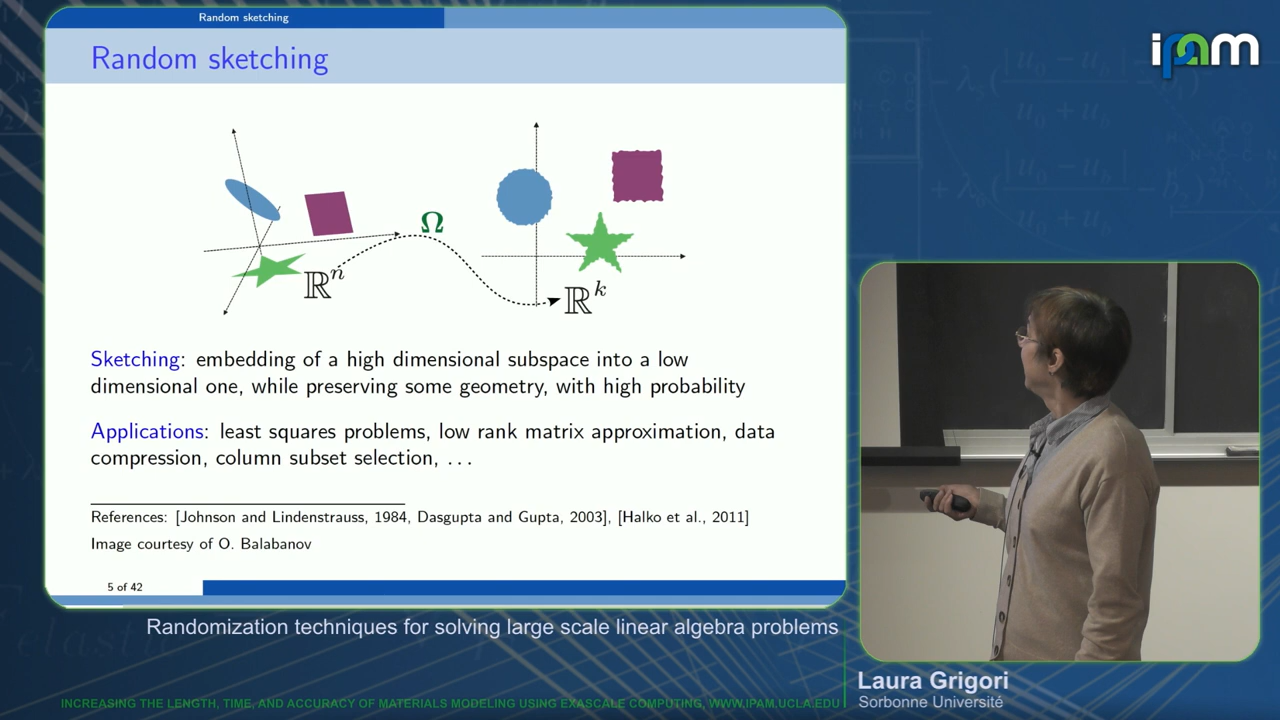 Random sketching
Random sketching
ipam
Ω
ℝⁿ
ℝᵏ
Sketching: embedding of a high dimensional subspace into a low
dimensional one, while preserving some geometry, with high probability
Applications: least squares problems, low rank matrix approximation, data
compression, column subset selection, . . .
References: [Johnson and Lindenstrauss, 1984, Dasgupta and Gupta, 2003], [Halko et al., 2011]
Image courtesy of O. Balabanov
5 of 42
Randomization techniques for solving large scale linear algebra problems
Laura Grigori
Sorbonne Université
INCREASING THE LENGTH, TIME, AND ACCURACY OF MATERIALS MODELING USING EXASCALE COMPUTING, WWW.IPAM.UCLA.EDU